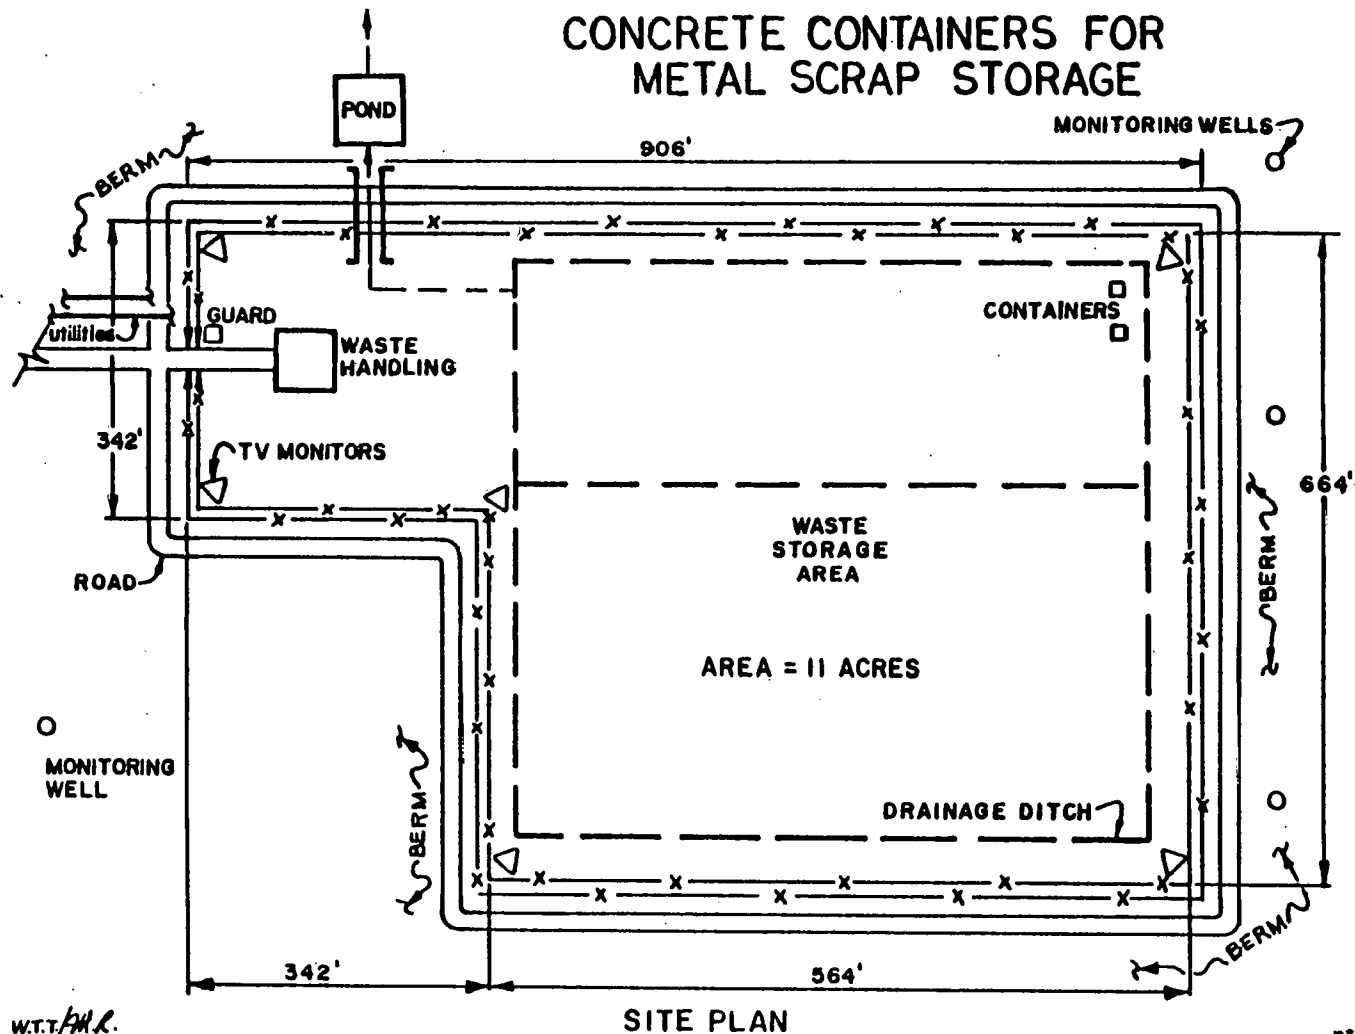 CONCRETE CONTAINERS FOR
METAL SCRAP STORAGE
POND
MONITORING WELLS
906'
BERM
GUARD
utilities
CONTAINERS
WASTE
HANDLING
342'
TV MONITORS
664'
WASTE
STORAGE
AREA
BERM
ROAD
AREA = 11 ACRES
MONITORING
WELL
BERM
DRAINAGE DITCH
BERM
342'
564'
SITE PLAN